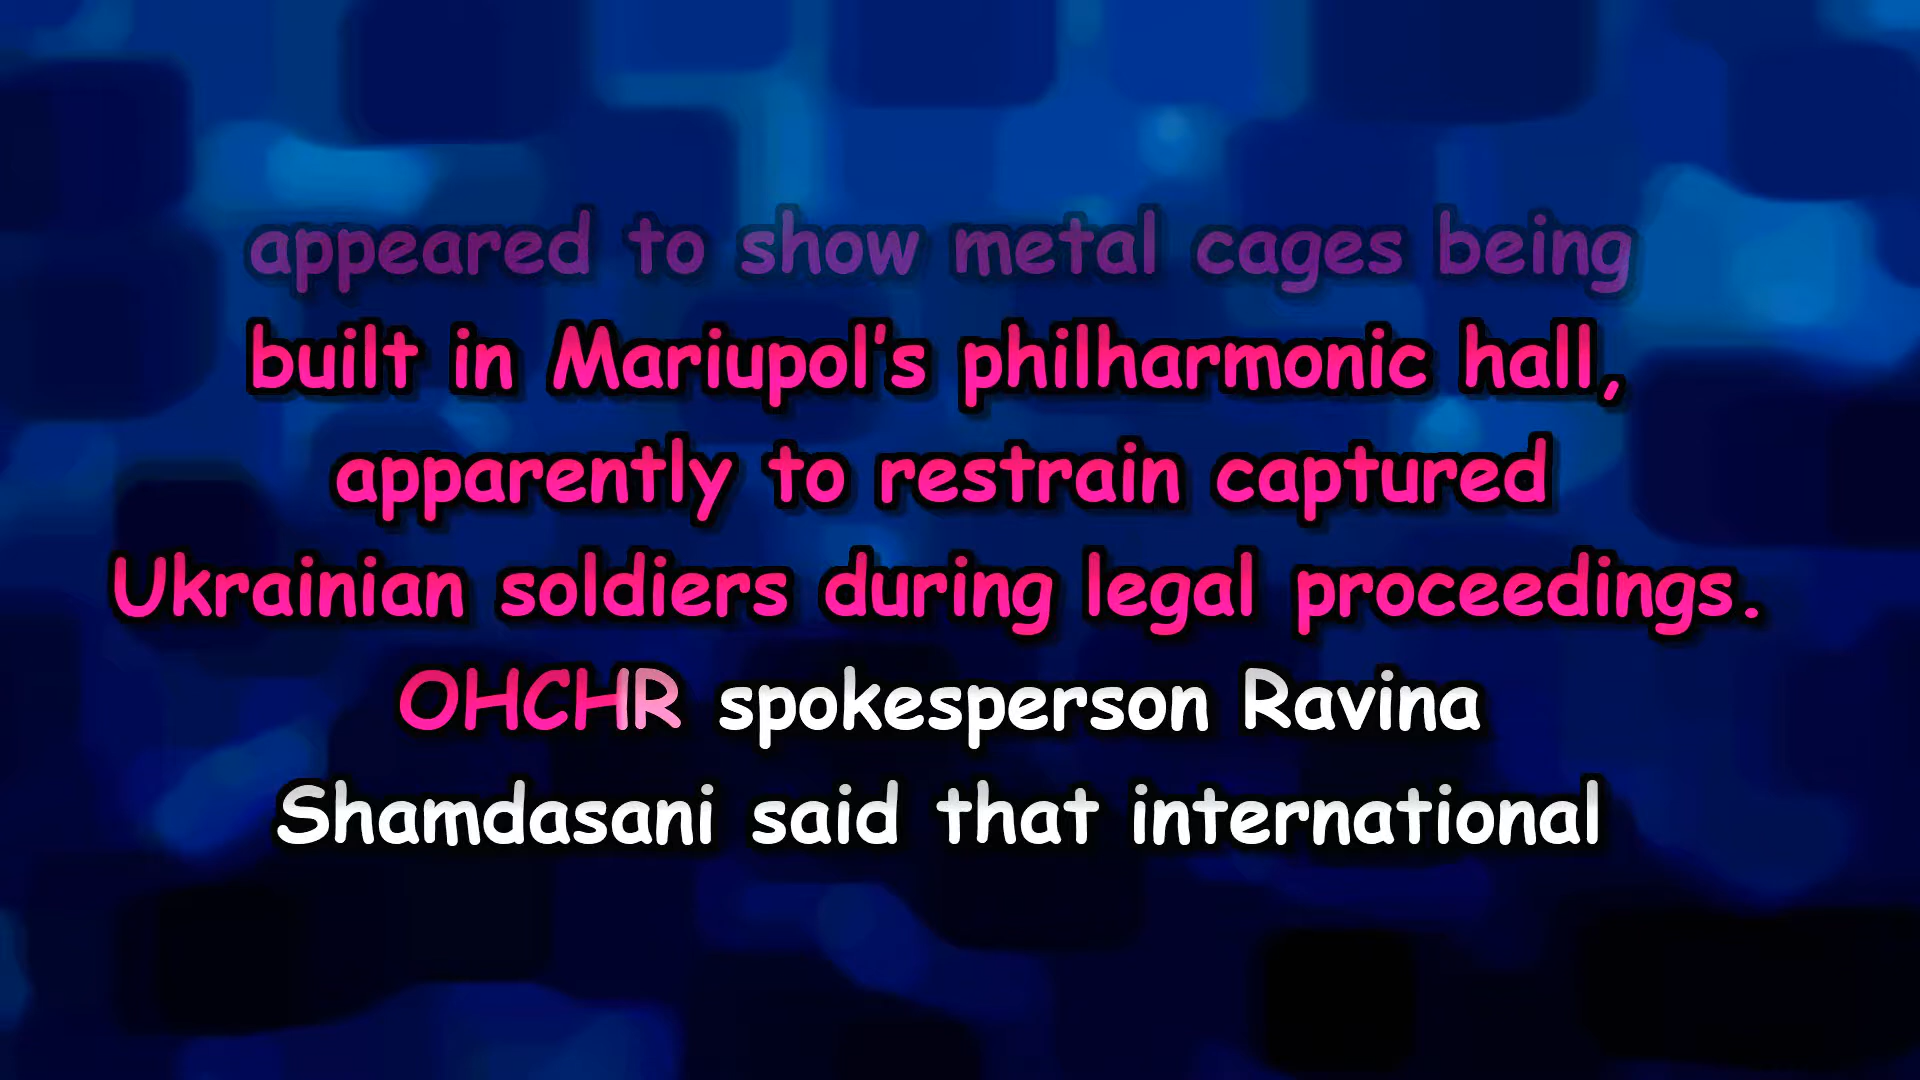 appeared to show metal cages being
built in Mariupol's philharmonic hall,
apparently to restrain captured
Ukrainian soldiers during legal proceedings.
OHCHR spokesperson Ravina
Shamdasani said that international